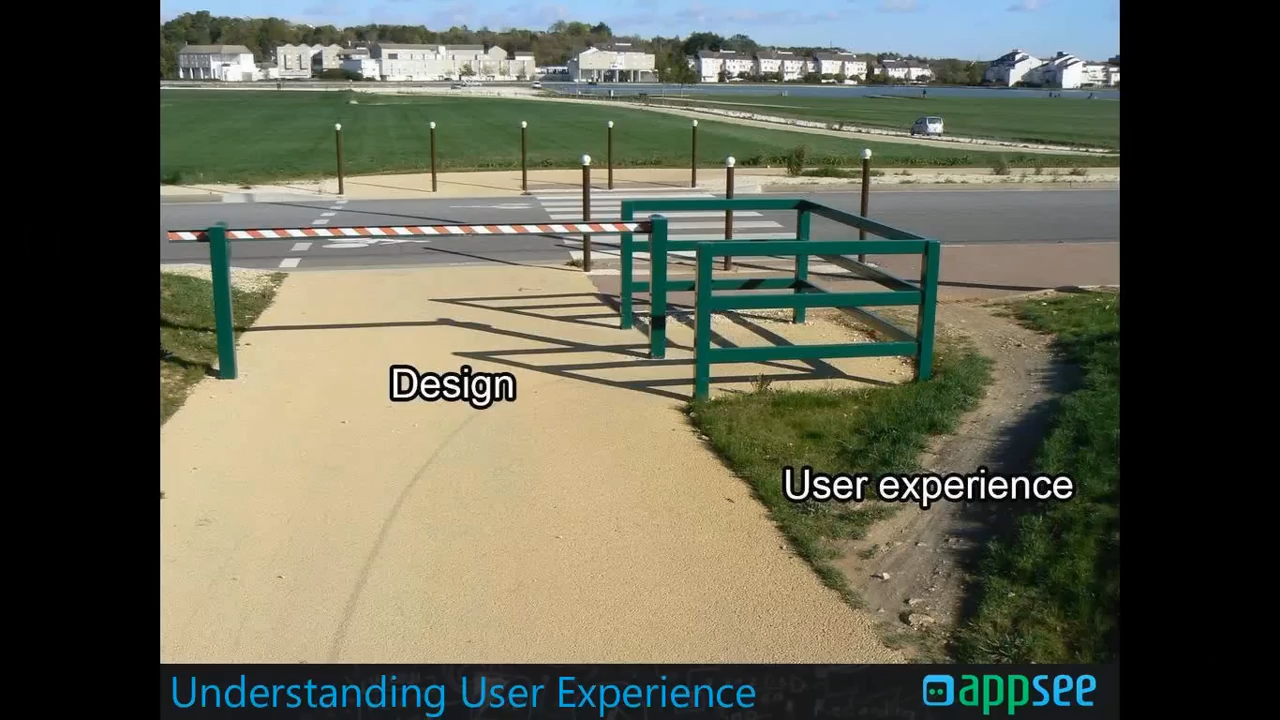 Design
User experience
Understanding User Experience
appsee